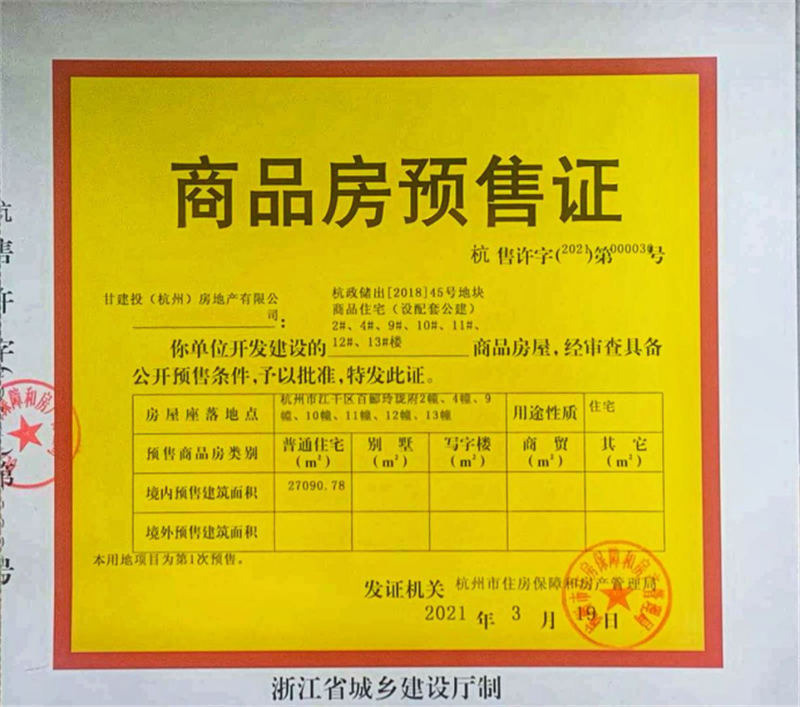 商品房预售证
杭 售许字(2021)第000030号
甘建投（杭州）房地产有限公
司：
杭政储出[2018]45号地块
商品住宅（设配套公建）
2#、4#、9#、10#、11#、
12#、13#楼
你单位开发建设的 商品房屋，经审查具备
公开预售条件，予以批准，特发此证。
房屋座落地点 杭州市江干区百郦玲珑府2幢、4幢、9
幢、10幢、11幢、12幢、13幢 用途性质 住宅
预售商品房类别 普通住宅(m²) 别墅(m²) 写字楼(m²) 商贸(m²) 其它(m²)
境内预售建筑面积 27090.78
境外预售建筑面积
本用地项目为第1次预售。
发证机关 杭州市住房保障和房产管理局
2021 年 3 月 19 日
浙江省城乡建设厅制